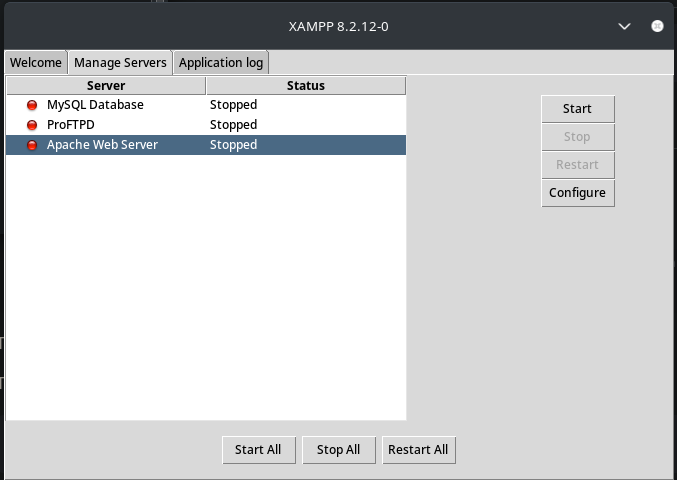 XAMPP 8.2.12-0
Welcome Manage Servers Application log
Server Status
MySQL Database Stopped
ProFTPD Stopped
Apache Web Server Stopped
Start
Stop
Restart
Configure
Start All Stop All Restart All